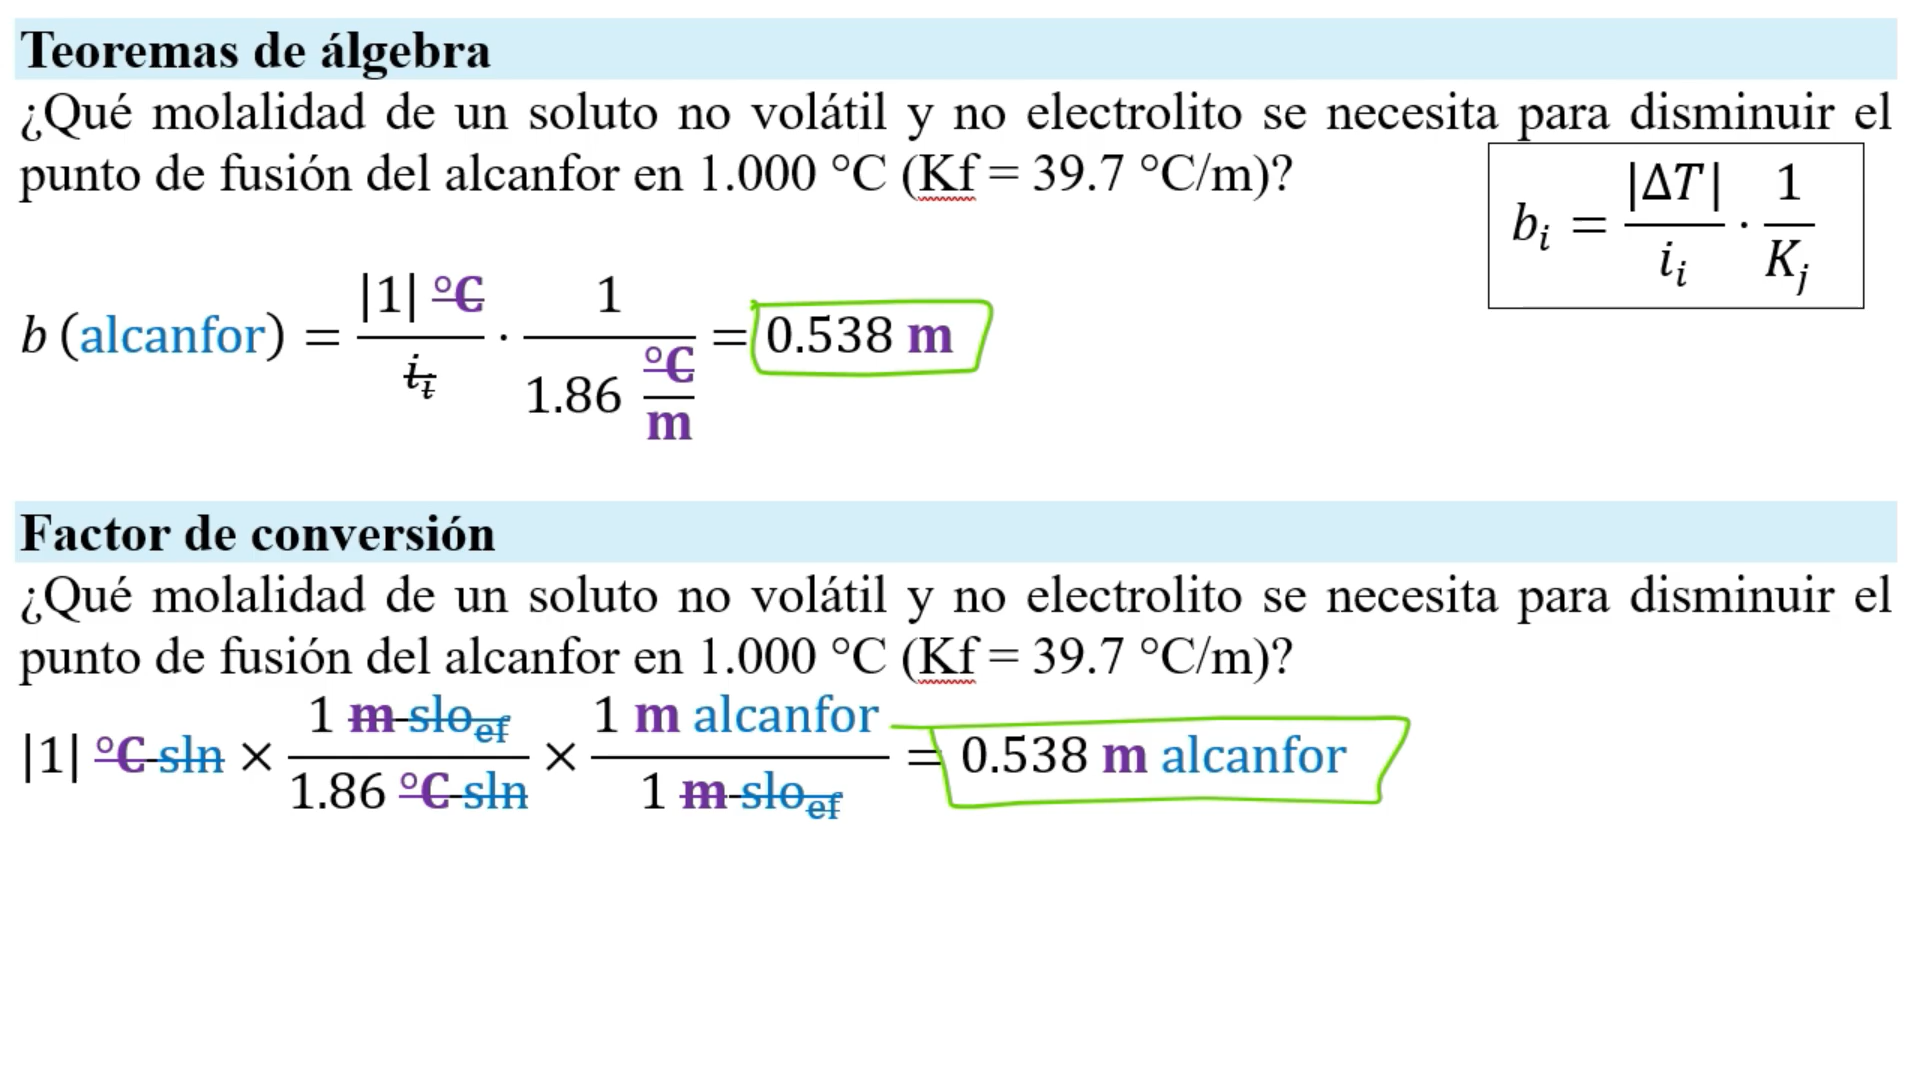 Teoremas de álgebra
¿Qué molalidad de un soluto no volátil y no electrolito se necesita para disminuir el
punto de fusión del alcanfor en 1.000 °C (Kf = 39.7 °C/m)?
b_i = |ΔT| / i_i · 1 / K_j
b (alcanfor) = |1| °C / i_i · 1 / 1.86 °C/m = 0.538 m
Factor de conversión
¿Qué molalidad de un soluto no volátil y no electrolito se necesita para disminuir el
punto de fusión del alcanfor en 1.000 °C (Kf = 39.7 °C/m)?
|1| °C sln × 1 m slo_ef / 1.86 °C sln × 1 m alcanfor / 1 m slo_ef = 0.538 m alcanfor